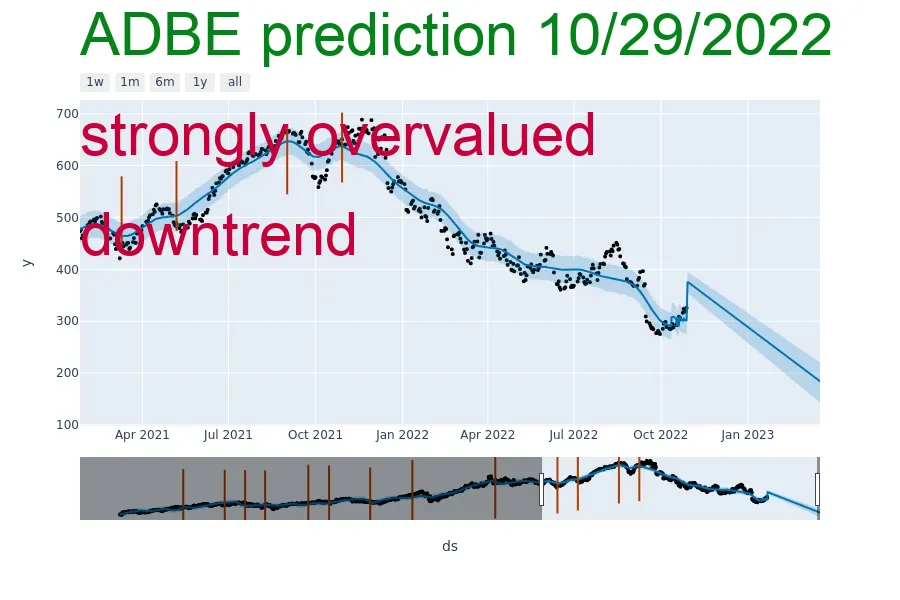 ADBE prediction 10/29/2022
1w 1m 6m 1y all
700
strongly overvalued
600
500
downtrend
y
400
300
200
100
Apr 2021 Jul 2021 Oct 2021 Jan 2022 Apr 2022 Jul 2022 Oct 2022 Jan 2023
ds